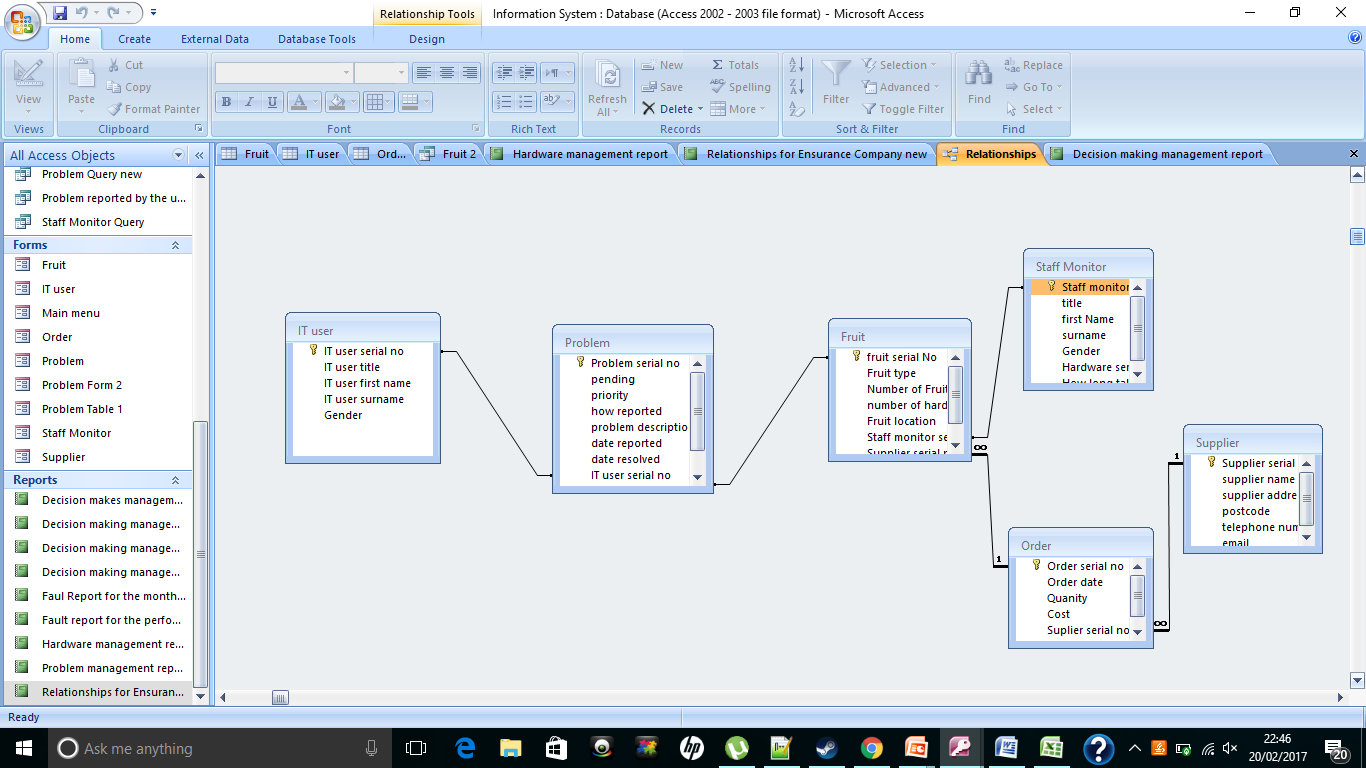 Relationship Tools
Information System : Database (Access 2002 - 2003 file format) - Microsoft Access
Home
Create
External Data
Database Tools
Design
View
Views
Paste
Cut
Copy
Format Painter
Clipboard
B I U A
Font
Rich Text
Refresh All
New
Save
Delete
Totals
Spelling
More
Records
Filter
Selection
Advanced
Toggle Filter
Sort & Filter
Find
Replace
Go To
Select
Find
All Access Objects
Fruit
IT user
Ord...
Fruit 2
Hardware management report
Relationships for Ensurance Company new
Relationships
Decision making management report
Problem Query new
Problem reported by the u...
Staff Monitor Query
Forms
Fruit
IT user
Main menu
Order
Problem
Problem Form 2
Problem Table 1
Staff Monitor
Supplier
Reports
Decision makes managem...
Decision making manage...
Decision making manage...
Decision making manage...
Faul Report for the month...
Fault report for the perfo...
Hardware management re...
Problem management rep...
Relationships for Ensuran...
IT user
IT user serial no
IT user title
IT user first name
IT user surname
Gender
Problem
Problem serial no
pending
priority
how reported
problem descriptio
date reported
date resolved
IT user serial no
Fruit
fruit serial No
Fruit type
Number of Fruit
number of hard
Fruit location
Staff monitor se
Supplier serial n
∞
Staff Monitor
Staff monitor
title
first Name
surname
Gender
Hardware ser
How long tal
1
Order
Order serial no
Order date
Quanity
Cost
Suplier serial no
∞
1
Supplier
Supplier serial
supplier name
supplier addre
postcode
telephone num
email
Ready
Ask me anything
22:46
20/02/2017
20